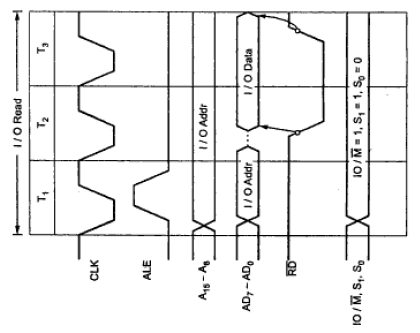 I / O Read
T₁ T₂ T₃
CLK
ALE
A₁₅ – A₈ I / O Addr
AD₇ – AD₀ I / O Addr I / O Data
R̅D̅
IO / M̅, S₁, S₀ IO / M̅ = 1, S₁ = 1, S₀ = 0